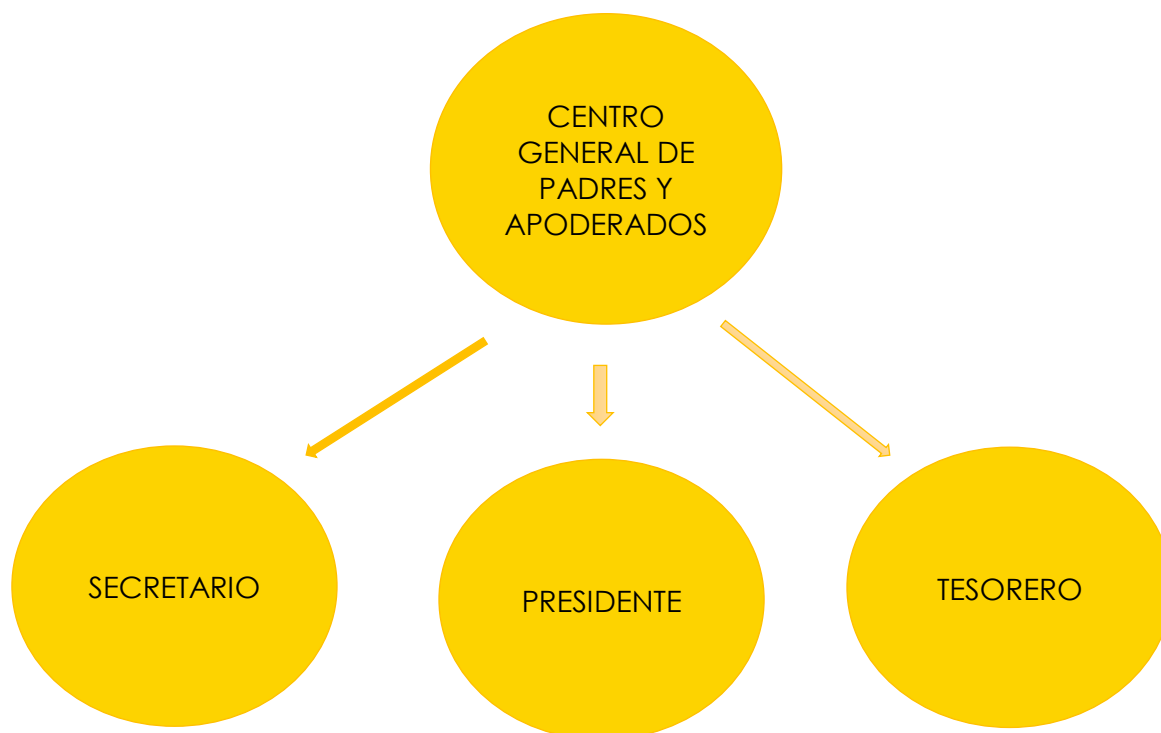 CENTRO
GENERAL DE
PADRES Y
APODERADOS
SECRETARIO
PRESIDENTE
TESORERO